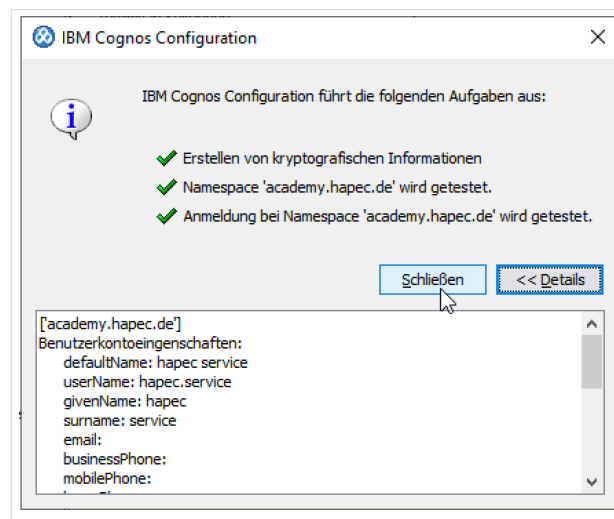 IBM Cognos Configuration
IBM Cognos Configuration führt die folgenden Aufgaben aus:
Erstellen von kryptografischen Informationen
Namespace 'academy.hapec.de' wird getestet.
Anmeldung bei Namespace 'academy.hapec.de' wird getestet.
Schließen
<< Details
['academy.hapec.de']
Benutzerkontoeingenschaften:
defaultName: hapec service
userName: hapec.service
givenName: hapec
surname: service
email:
businessPhone:
mobilePhone: